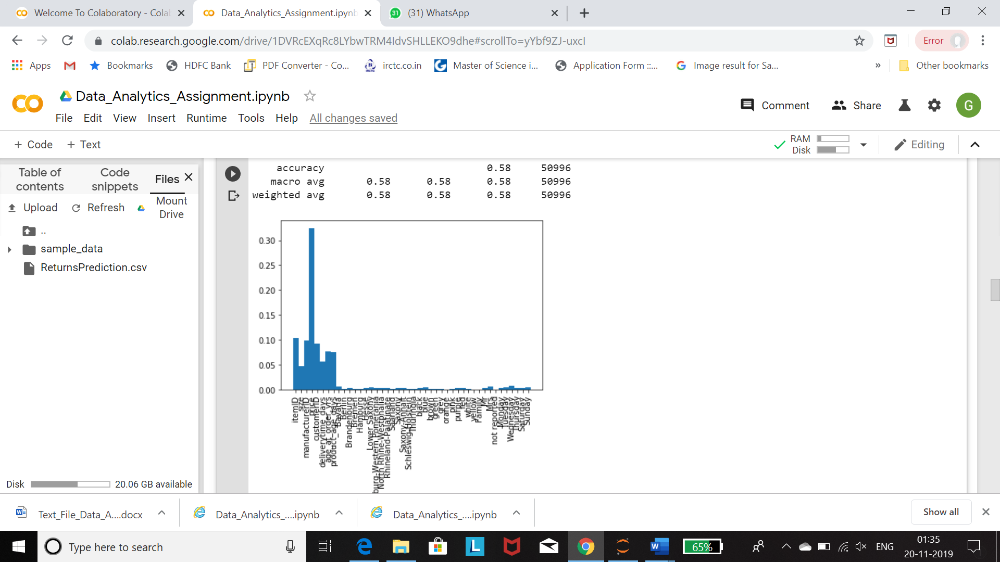 Welcome To Colaboratory - Cola
Data_Analytics_Assignment.ipynb
31 (31) WhatsApp
colab.research.google.com/drive/1DVRcEXqRc8LYbwTRM4IdvSHLLEKO9dhe#scrollTo=yYbf9ZJ-uxcI
Error
Apps
Bookmarks
HDFC Bank
PDF Converter - Co...
irctc.co.in
Master of Science i...
Application Form ::...
Image result for Sa...
»
Other bookmarks
Data_Analytics_Assignment.ipynb
File Edit View Insert Runtime Tools Help All changes saved
Comment
Share
G
+ Code + Text
RAM
Disk
Editing
Table of contents
Code snippets
Files
Upload
Refresh
Mount Drive
..
sample_data
ReturnsPrediction.csv
Disk 20.06 GB available
accuracy 0.58 50996
macro avg 0.58 0.58 0.58 50996
weighted avg 0.58 0.58 0.58 50996
0.30
0.25
0.20
0.15
0.10
0.05
0.00
itemID
size
manufacturerID
price
customerID
deliverytime_days
age_at_order_yrs
product_age_days
Bavaria
Berlin
Brandenburg
Bremen
Hamburg
Hesse
Lower Saxony
burg-Western Pomerania
North Rhine-Westphalia
Rhineland-Palatinate
Saarland
Saxony
Saxony-Anhalt
Schleswig-Holstein
Thuringia
black
blue
brown
green
grey
orange
pink
purple
red
white
yellow
Family
Mr
Mrs
not reported
Monday
Tuesday
Wednesday
Thursday
Saturday
Sunday
Text_File_Data_A....docx
Data_Analytics_....ipynb
Data_Analytics_....ipynb
Show all
Type here to search
L
W
65%
ENG
01:35
20-11-2019